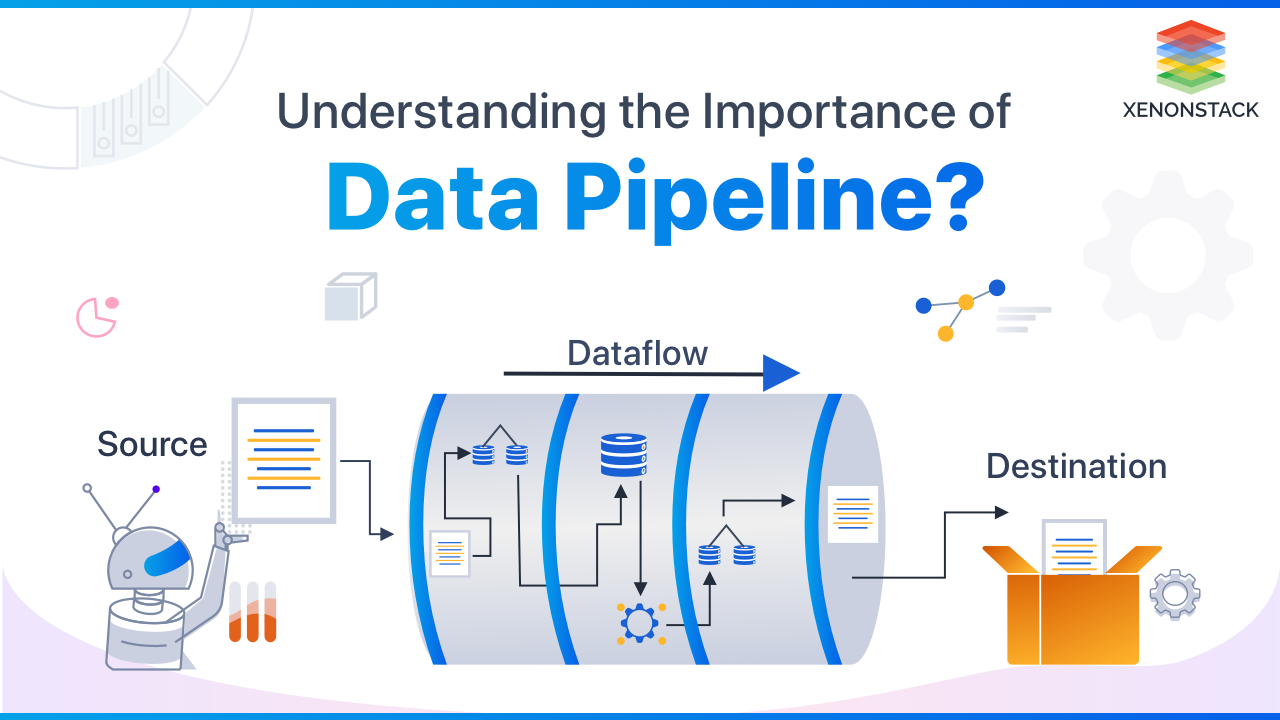 XENONSTACK
Understanding the Importance of
Data Pipeline?
Dataflow
Source
Destination